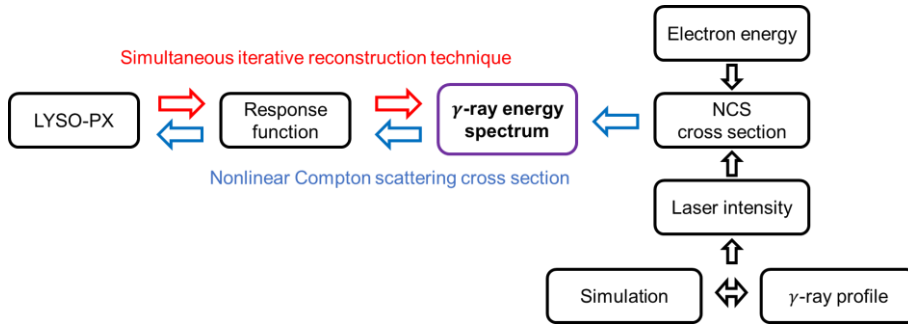 Electron energy
Simultaneous iterative reconstruction technique
LYSO-PX
Response
function
γ-ray energy
spectrum
NCS
cross section
Nonlinear Compton scattering cross section
Laser intensity
Simulation
γ-ray profile